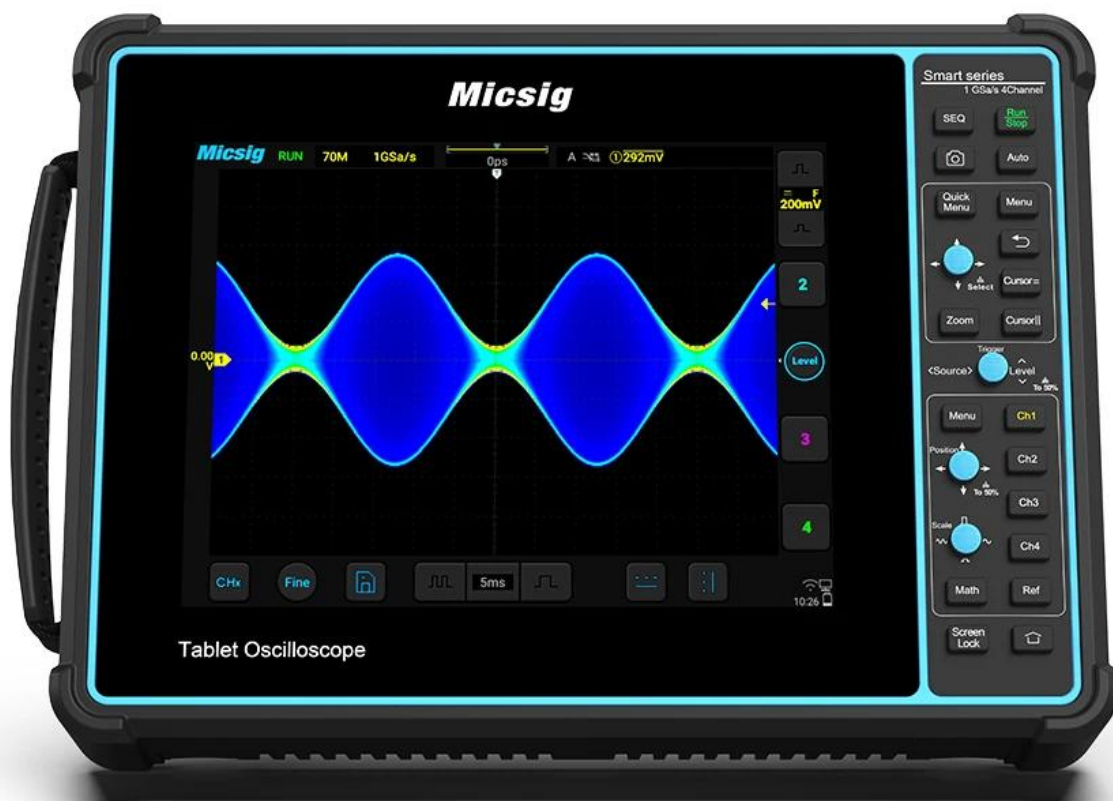 Micsig
Micsig RUN 70M 1GSa/s 0ps A ①292mV
T
F
200mV
2
0.00 1
V
Level
3
4
CHx Fine 5ms
10:26
Tablet Oscilloscope
Smart series
1 GSa/s 4Channel
SEQ Run
Stop
Auto
Quick
Menu
Menu
Select
Cursor=
Zoom Cursor||
Trigger
<Source> Level
To 50%
Menu Ch1
Position
Ch2
To 50%
Ch3
Scale
Ch4
Math Ref
Screen
Lock